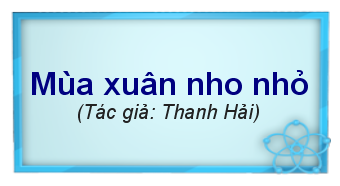 Mùa xuân nho nhỏ
(Tác giả: Thanh Hải)